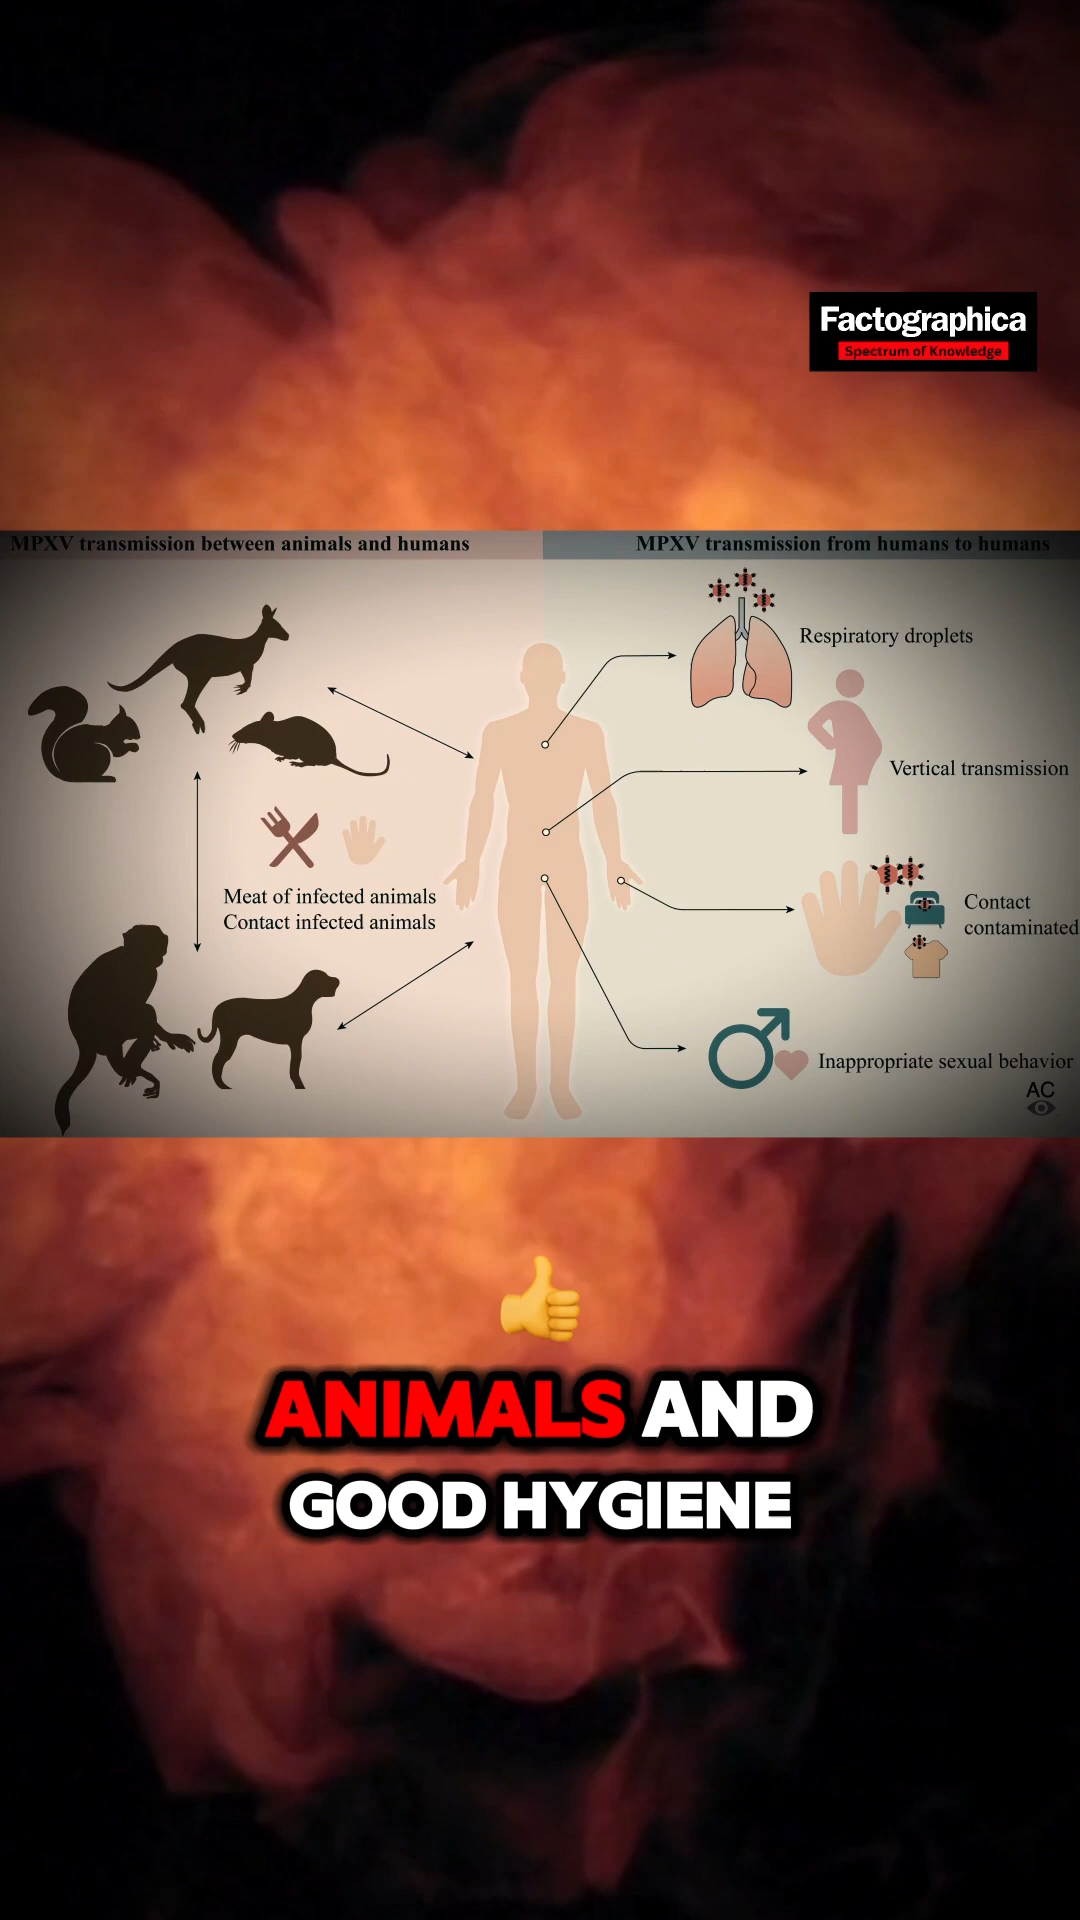 Factographica
Spectrum of Knowledge
MPXV transmission between animals and humans
MPXV transmission from humans to humans
Respiratory droplets
Vertical transmission
Meat of infected animals
Contact infected animals
Contact
contaminated
Inappropriate sexual behavior
AC
ANIMALS AND
GOOD HYGIENE